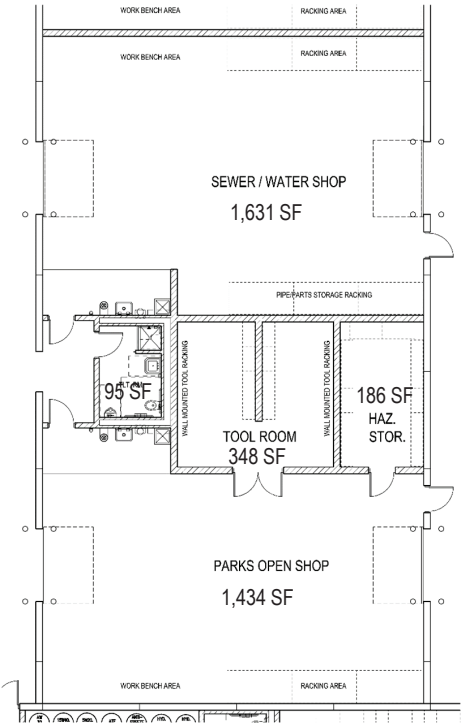 WORK BENCH AREA
RACKING AREA
WORK BENCH AREA
RACKING AREA
SEWER / WATER SHOP
1,631 SF
PIPE/PARTS STORAGE RACKING
WALL MOUNTED TOOL RACKING
WALL MOUNTED TOOL RACKING
95 SF
186 SF
HAZ.
STOR.
TOOL ROOM
348 SF
PARKS OPEN SHOP
1,434 SF
WORK BENCH AREA
RACKING AREA